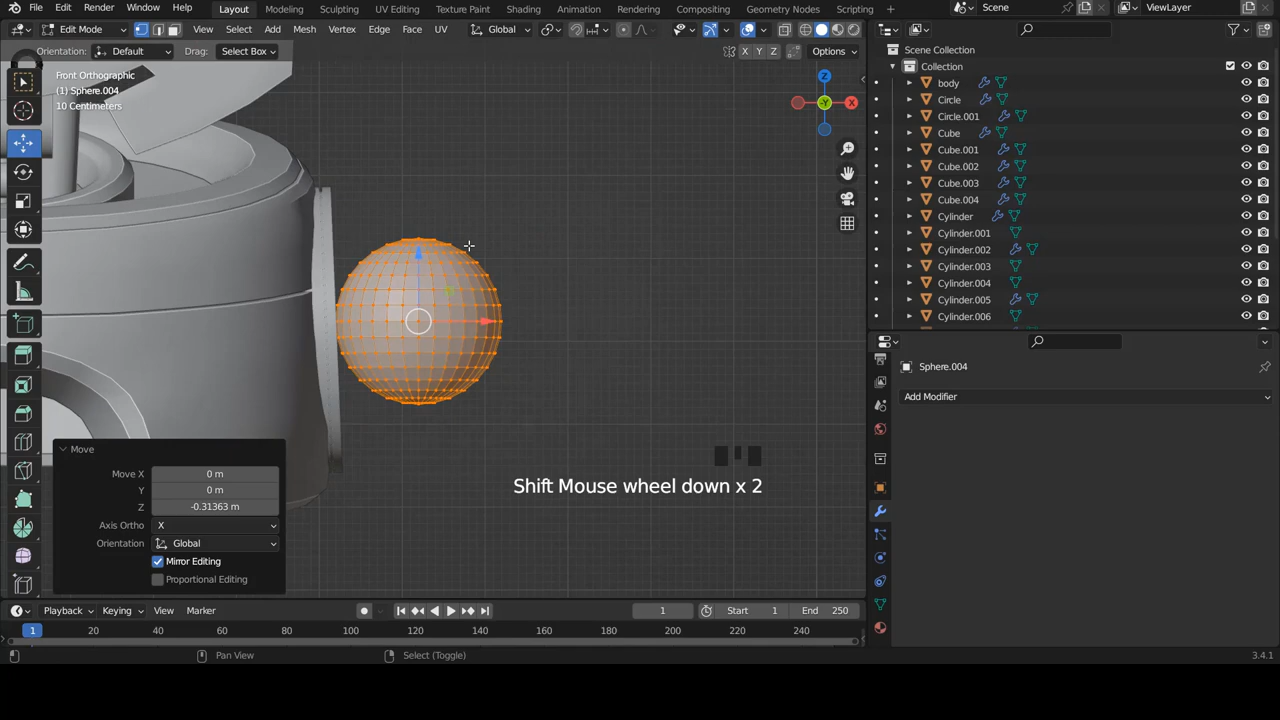 File Edit Render Window Help Layout Modeling Sculpting UV Editing Texture Paint Shading Animation Rendering Compositing Geometry Nodes Scripting Scene ViewLayer
Edit Mode View Select Add Mesh Vertex Edge Face UV Global
Orientation: Default Drag: Select Box X Y Z Options
Front Orthographic
(1) Sphere.004
10 Centimeters
Z
X
-Y
Scene Collection
Collection
body
Circle
Circle.001
Cube
Cube.001
Cube.002
Cube.003
Cube.004
Cylinder
Cylinder.001
Cylinder.002
Cylinder.003
Cylinder.004
Cylinder.005
Cylinder.006
Sphere.004
Add Modifier
Move
Move X 0 m
Y 0 m
Z -0.31363 m
Axis Ortho X
Orientation Global
Mirror Editing
Proportional Editing
Shift Mouse wheel down x 2
Playback Keying View Marker 1 Start 1 End 250
1 20 40 60 80 100 120 140 160 180 200 220 240
Pan View Select (Toggle) 3.4.1